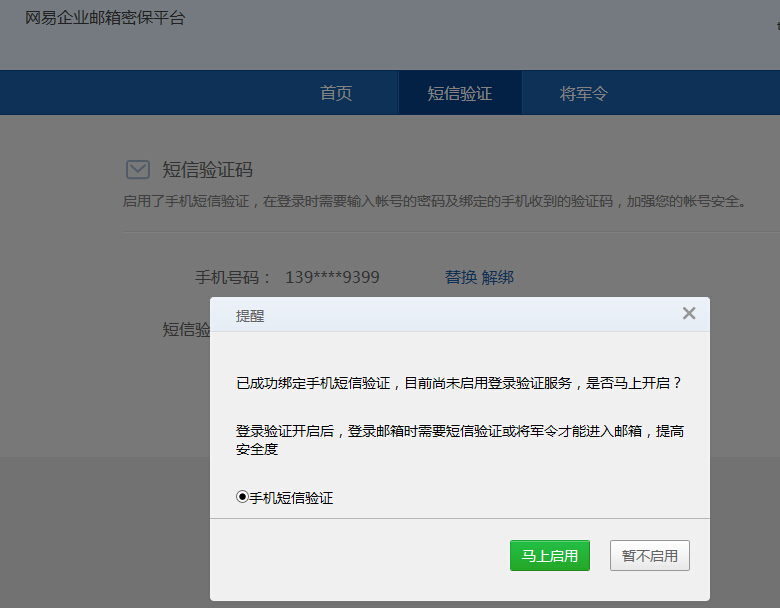 网易企业邮箱密保平台
首页 短信验证 将军令
短信验证码
启用了手机短信验证，在登录时需要输入帐号的密码及绑定的手机收到的验证码，加强您的帐号安全。
手机号码： 139****9399 替换 解绑
短信验
提醒
已成功绑定手机短信验证，目前尚未启用登录验证服务，是否马上开启？
登录验证开启后，登录邮箱时需要短信验证或将军令才能进入邮箱，提高
安全度
手机短信验证
马上启用 暂不启用